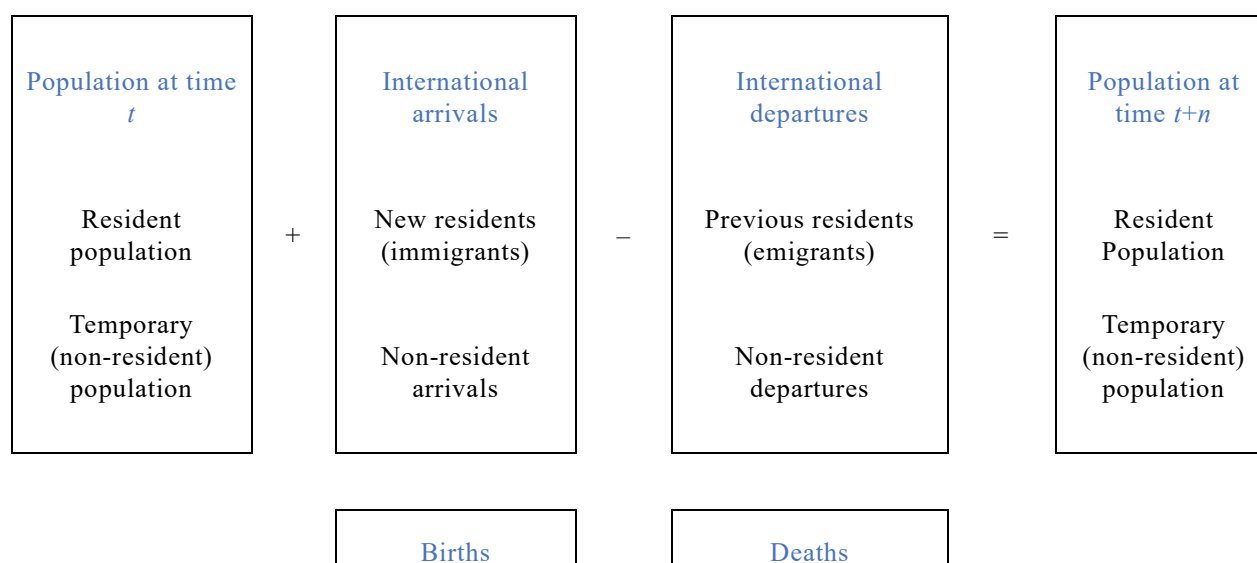 Population at time
t
Resident
population
Temporary
(non-resident)
population
+
International
arrivals
New residents
(immigrants)
Non-resident
arrivals
–
International
departures
Previous residents
(emigrants)
Non-resident
departures
=
Population at
time t+n
Resident
Population
Temporary
(non-resident)
population
Births
Deaths